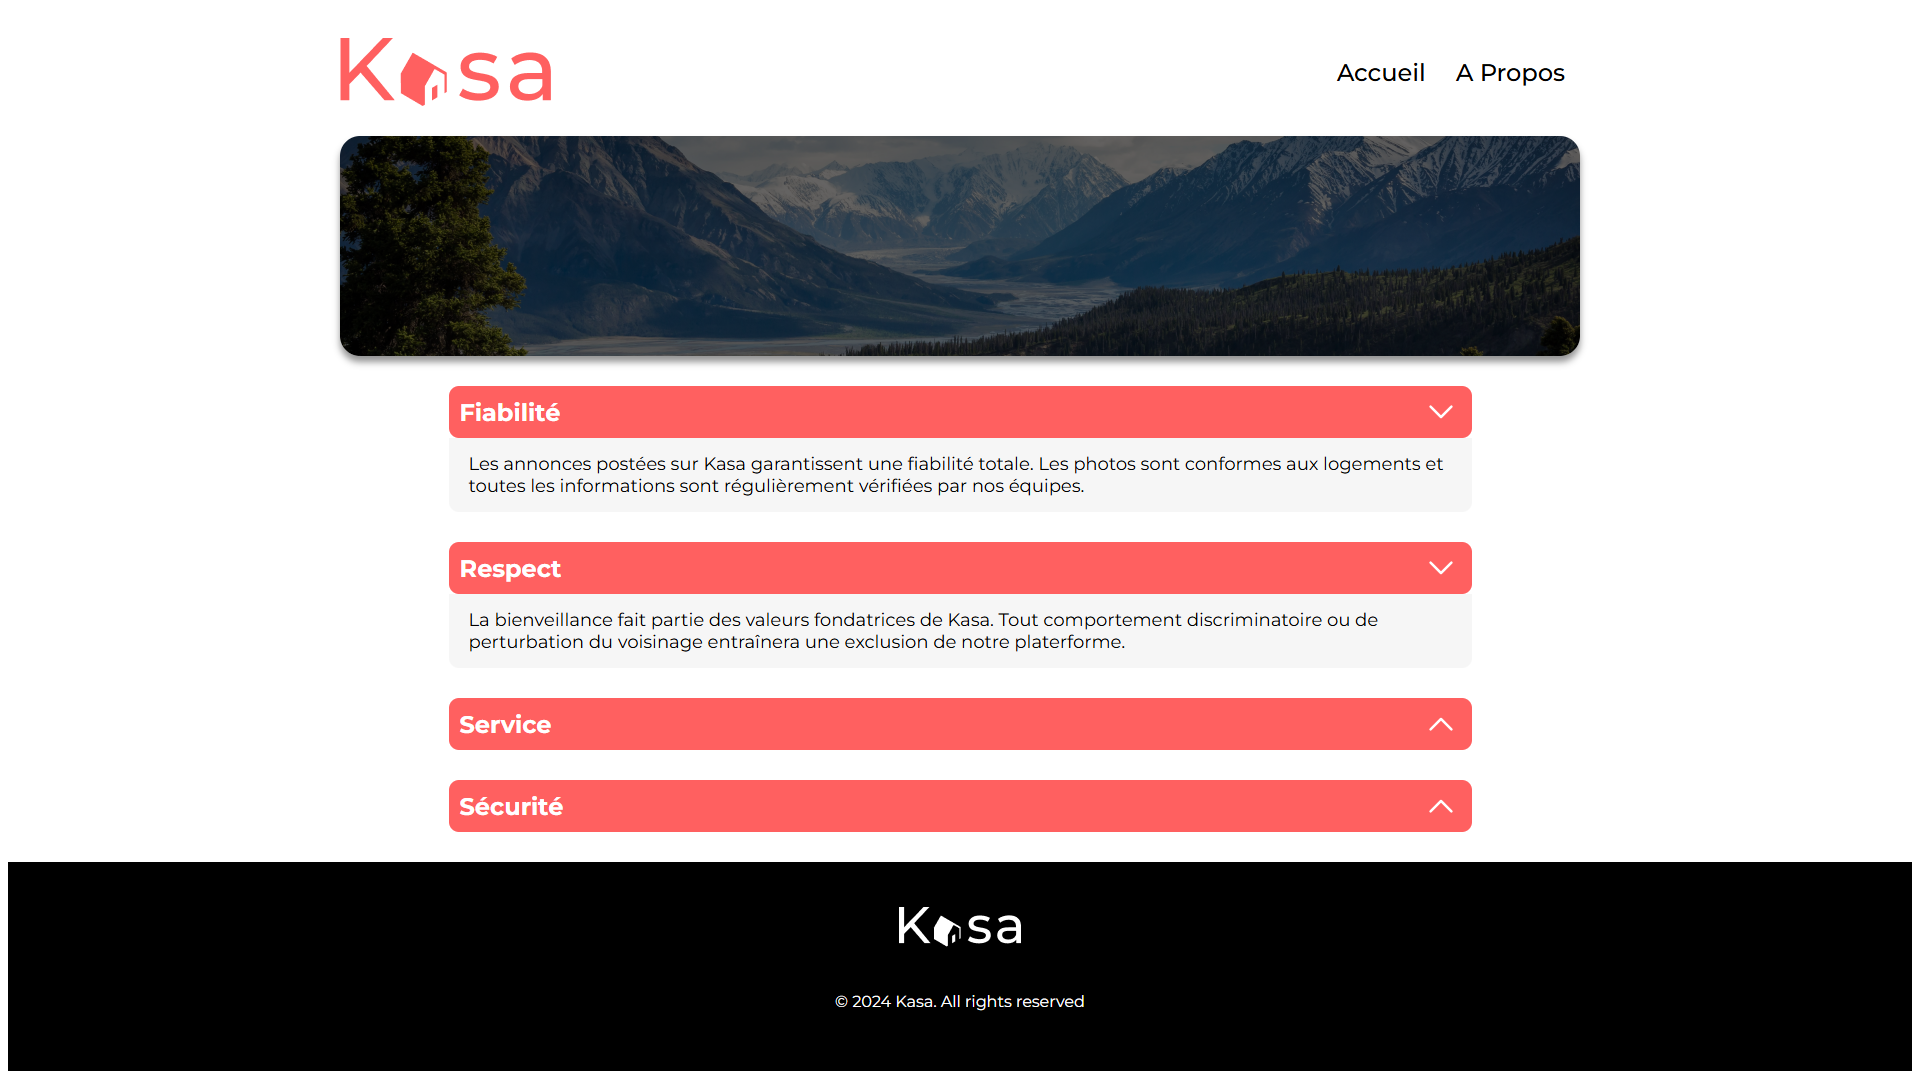 Kasa
Accueil A Propos
Fiabilité
Les annonces postées sur Kasa garantissent une fiabilité totale. Les photos sont conformes aux logements et
toutes les informations sont régulièrement vérifiées par nos équipes.
Respect
La bienveillance fait partie des valeurs fondatrices de Kasa. Tout comportement discriminatoire ou de
perturbation du voisinage entraînera une exclusion de notre platerforme.
Service
Sécurité
Kasa
© 2024 Kasa. All rights reserved